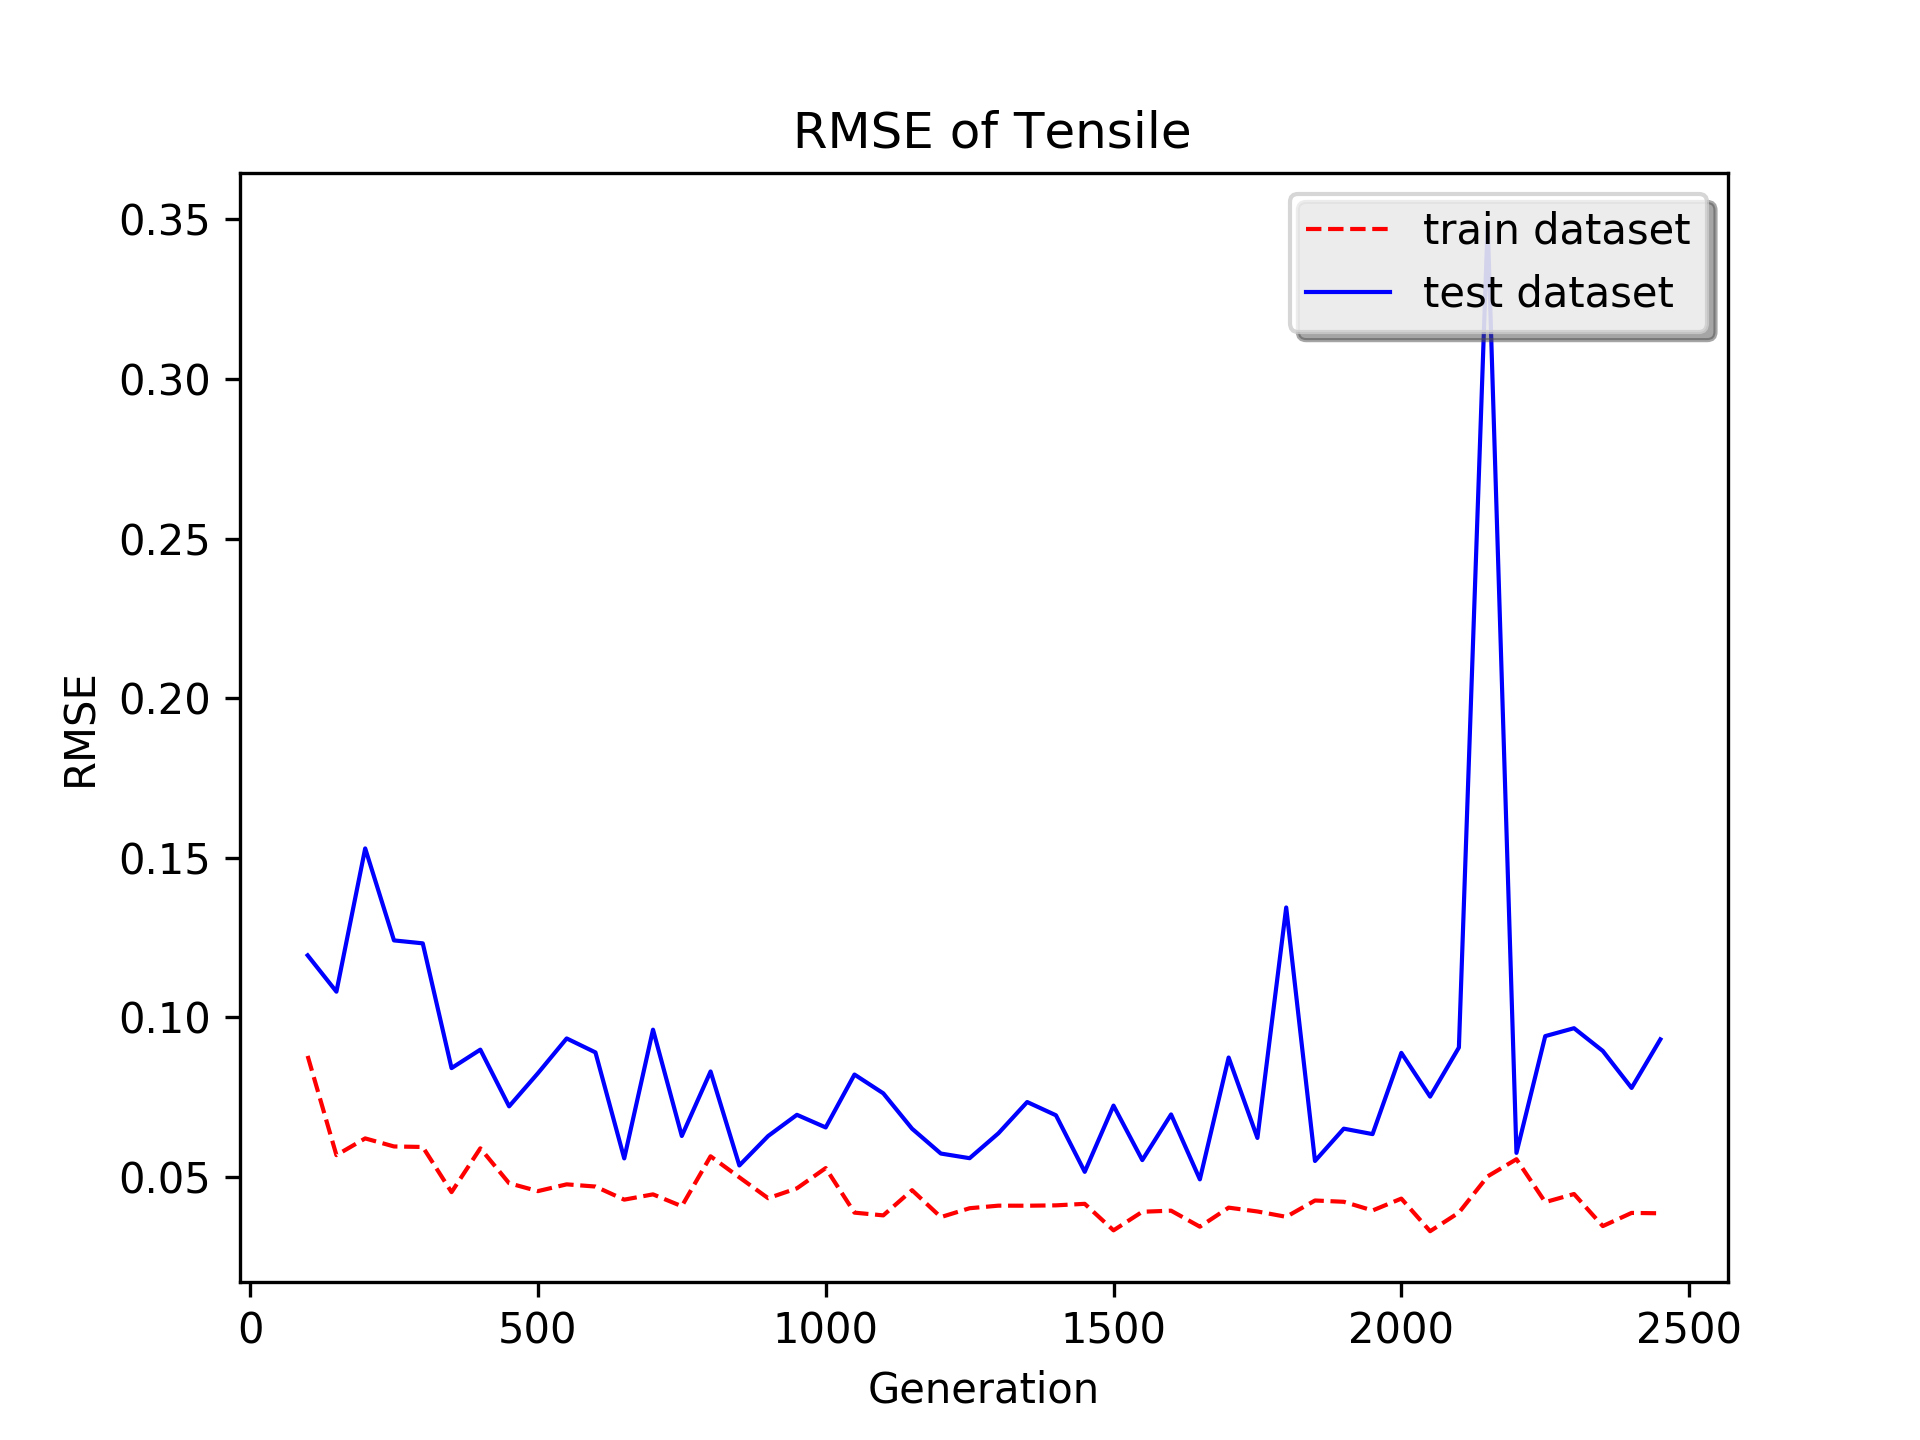 RMSE of Tensile
train dataset
test dataset
0.35
0.30
0.25
0.20
0.15
0.10
0.05
RMSE
0 500 1000 1500 2000 2500
Generation